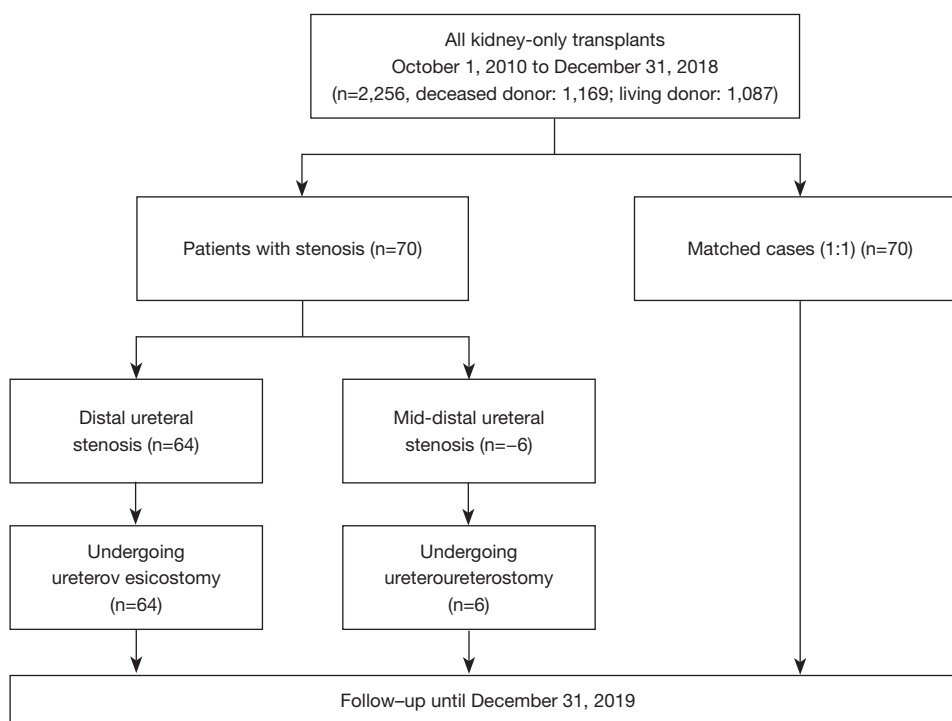 All kidney-only transplants
October 1, 2010 to December 31, 2018
(n=2,256, deceased donor: 1,169; living donor: 1,087)
Patients with stenosis (n=70)
Matched cases (1:1) (n=70)
Distal ureteral
stenosis (n=64)
Mid-distal ureteral
stenosis (n=−6)
Undergoing
ureterov esicostomy
(n=64)
Undergoing
ureteroureterostomy
(n=6)
Follow–up until December 31, 2019